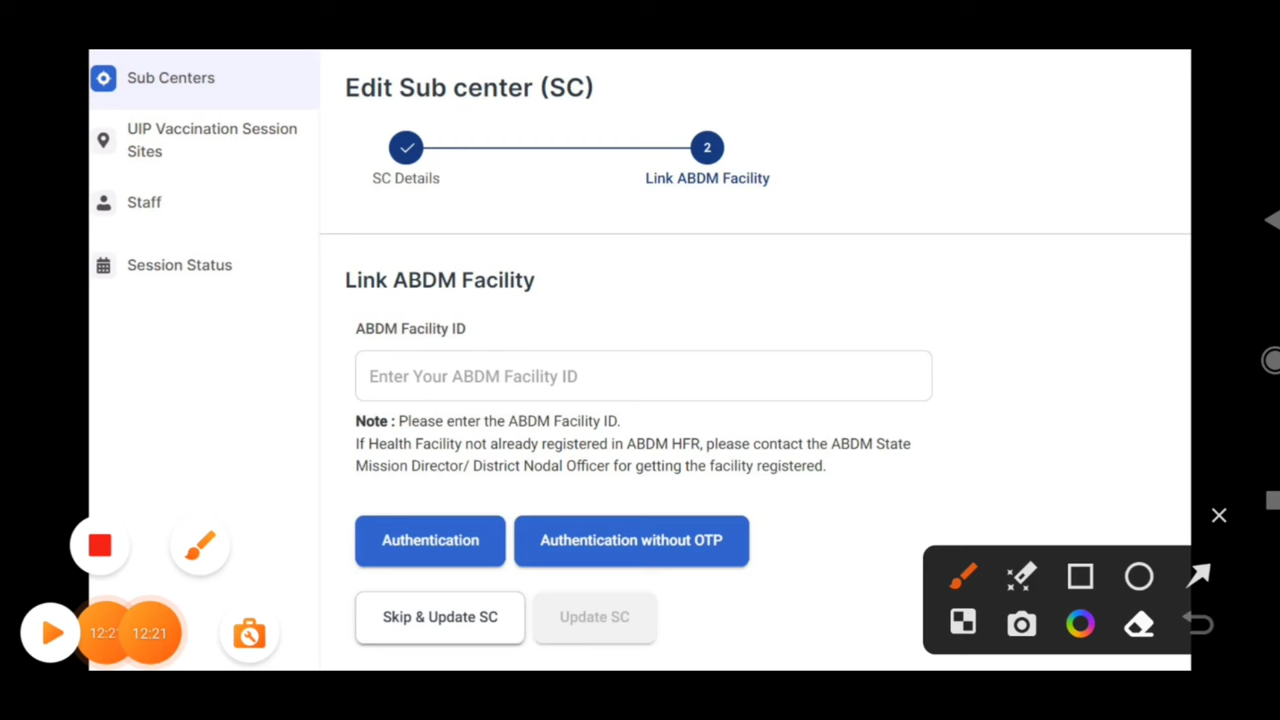 Sub Centers
UIP Vaccination Session
Sites
Staff
Session Status
Edit Sub center (SC)
2
SC Details
Link ABDM Facility
Link ABDM Facility
ABDM Facility ID
Enter Your ABDM Facility ID
Note : Please enter the ABDM Facility ID.
If Health Facility not already registered in ABDM HFR, please contact the ABDM State
Mission Director/ District Nodal Officer for getting the facility registered.
Authentication
Authentication without OTP
Skip & Update SC
Update SC
12:21